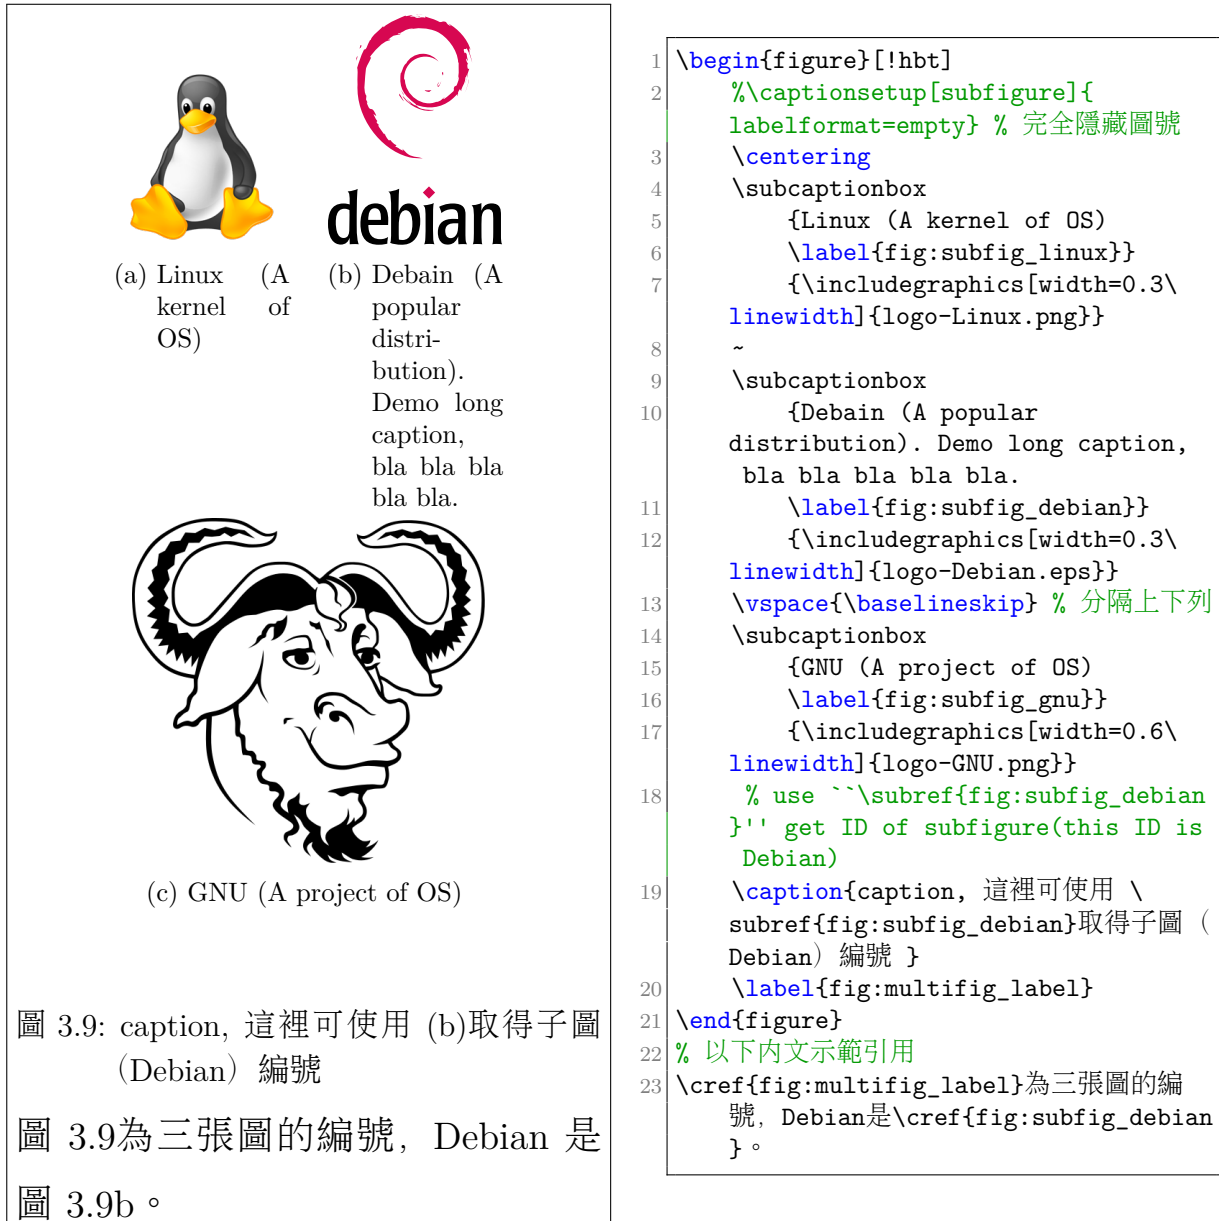 debian
(a) Linux (A
kernel of
OS)
(b) Debain (A
popular
distri-
bution).
Demo long
caption,
bla bla bla
bla bla.
(c) GNU (A project of OS)
圖 3.9: caption, 這裡可使用 (b)取得子圖
（Debian）編號
圖 3.9為三張圖的編號，Debian 是
圖 3.9b。
1 \begin{figure}[!hbt]
2 %\captionsetup[subfigure]{
labelformat=empty} % 完全隱藏圖號
3 \centering
4 \subcaptionbox
5 {Linux (A kernel of OS)
6 \label{fig:subfig_linux}}
7 {\includegraphics[width=0.3\
linewidth]{logo-Linux.png}}
8 ~
9 \subcaptionbox
10 {Debain (A popular
distribution). Demo long caption,
bla bla bla bla bla.
11 \label{fig:subfig_debian}}
12 {\includegraphics[width=0.3\
linewidth]{logo-Debian.eps}}
13 \vspace{\baselineskip} % 分隔上下列
14 \subcaptionbox
15 {GNU (A project of OS)
16 \label{fig:subfig_gnu}}
17 {\includegraphics[width=0.6\
linewidth]{logo-GNU.png}}
18 % use ``\subref{fig:subfig_debian
}'' get ID of subfigure(this ID is
Debian)
19 \caption{caption, 這裡可使用 \
subref{fig:subfig_debian}取得子圖（
Debian）編號 }
20 \label{fig:multifig_label}
21 \end{figure}
22 % 以下内文示範引用
23 \cref{fig:multifig_label}為三張圖的編
號，Debian是\cref{fig:subfig_debian
}。